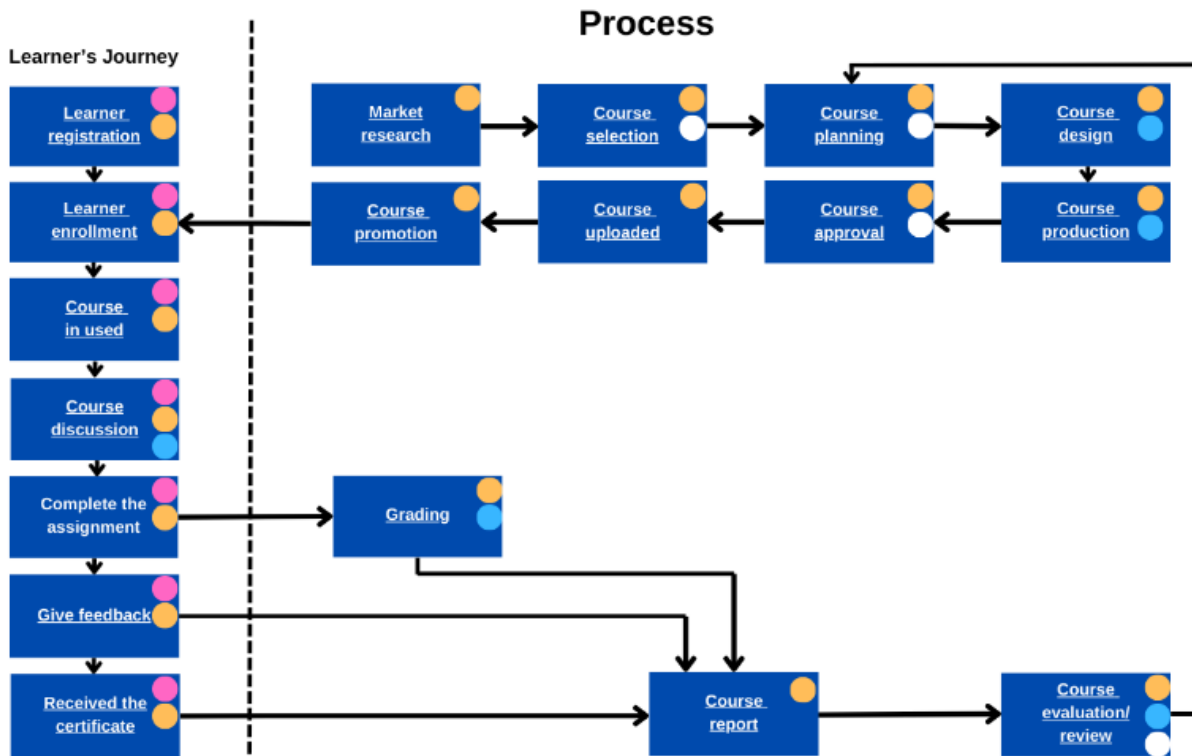 Process
Learner's Journey
Learner
registration
Market
research
Course
selection
Course
planning
Course
design
Learner
enrollment
Course
promotion
Course
uploaded
Course
approval
Course
production
Course
in used
Course
discussion
Complete the
assignment
Grading
Give feedback
Received the
certificate
Course
report
Course
evaluation/
review